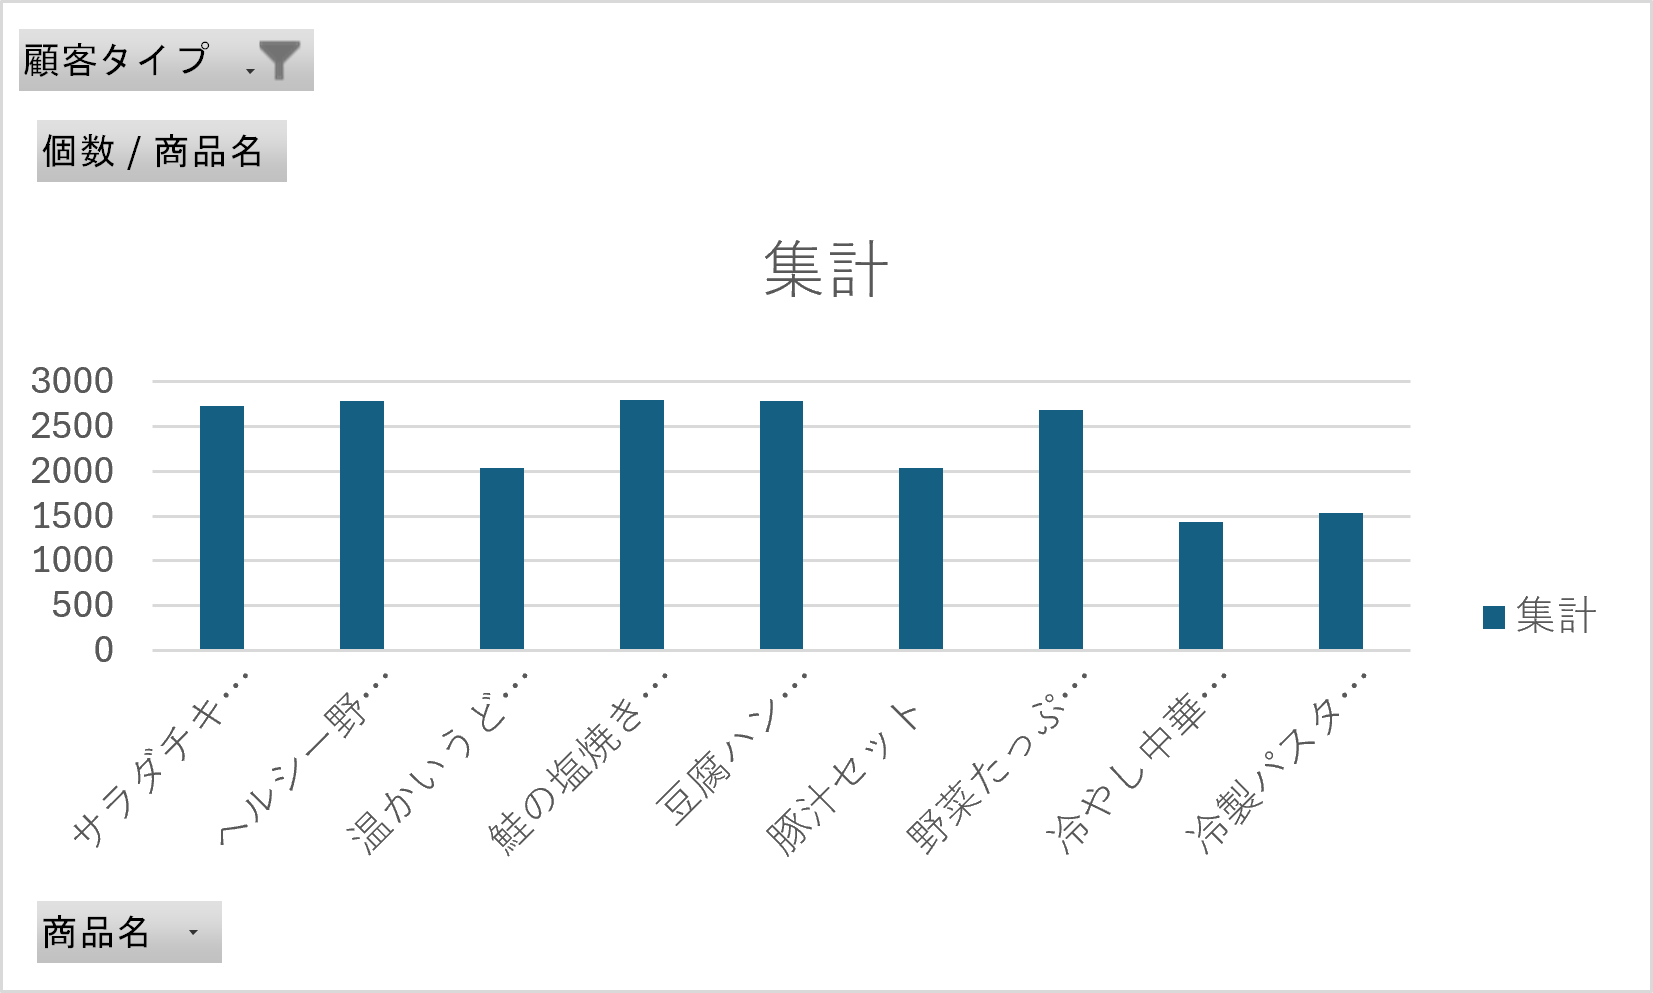 顧客タイプ
個数 / 商品名
集計
3000
2500
2000
1500
1000
500
0
サラダチキ…
ヘルシー野…
温かいうど…
鮭の塩焼き…
豆腐ハン…
豚汁セット
野菜たっぷ…
冷やし中華…
冷製パスタ…
集計
商品名